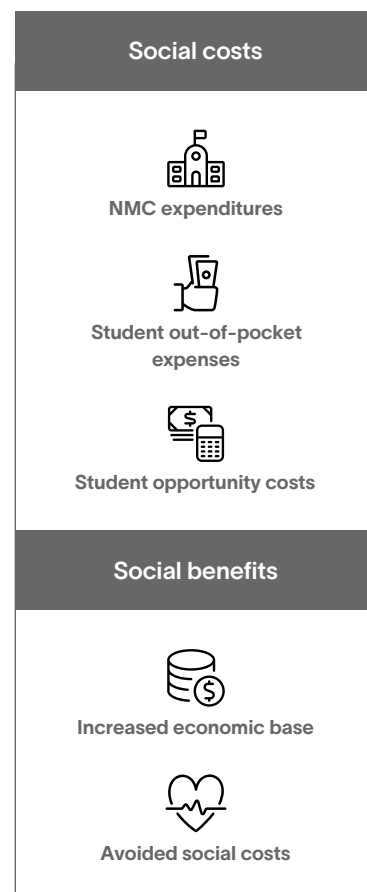 Social costs
NMC expenditures
Student out-of-pocket
expenses
$
Student opportunity costs
Social benefits
$
Increased economic base
Avoided social costs